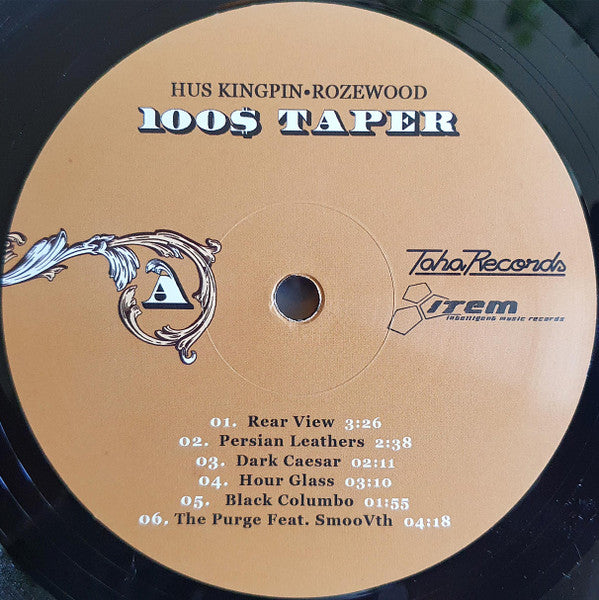 HUS KINGPIN•ROZEWOOD
100$ TAPER
A
Taha Records
ITEM
intelligent music records
01. Rear View 3:26
02. Persian Leathers 2:38
03. Dark Caesar 02:11
04. Hour Glass 03:10
05. Black Columbo 01:55
06. The Purge Feat. SmooVth 04:18